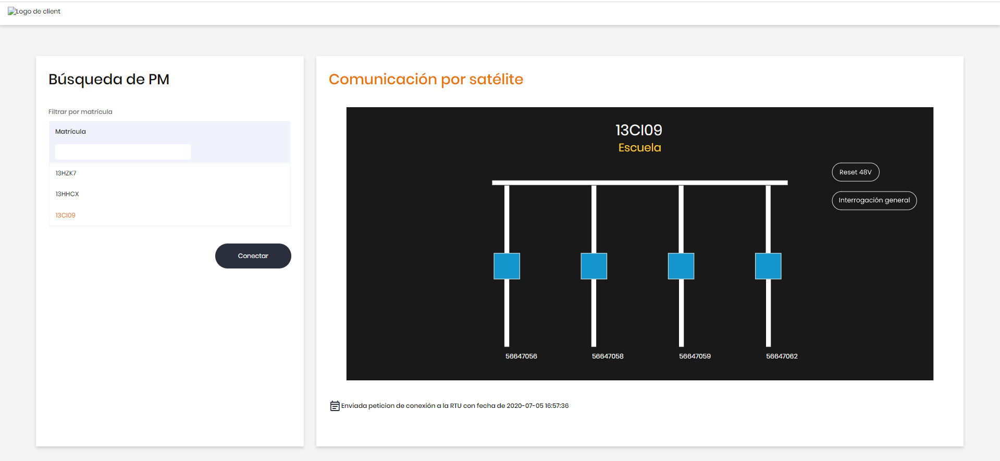 Logo de client
Búsqueda de PM
Filtrar por matrícula
Matrícula
13HZK7
13HHCX
13CI09
Conectar
Comunicación por satélite
13CI09
Escuela
Reset 48V
Interrogación general
56647056
56647058
56647059
56647062
Enviada peticion de conexión a la RTU con fecha de 2020-07-05 16:57:36